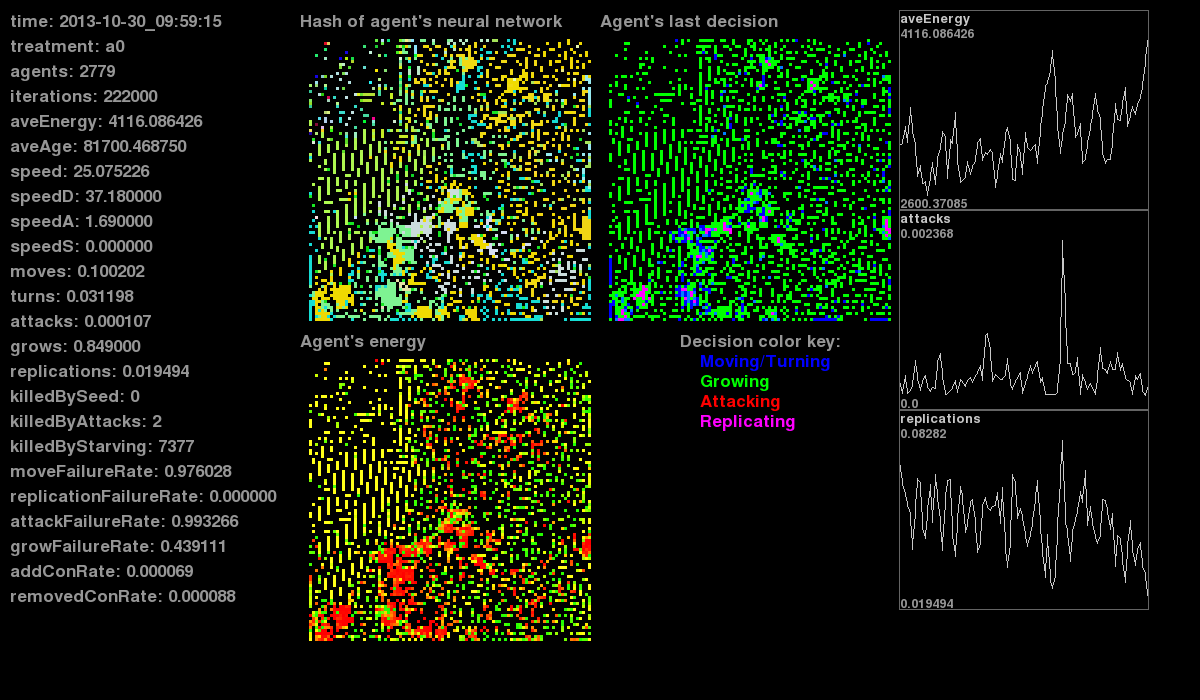 time: 2013-10-30_09:59:15
treatment: a0
agents: 2779
iterations: 222000
aveEnergy: 4116.086426
aveAge: 81700.468750
speed: 25.075226
speedD: 37.180000
speedA: 1.690000
speedS: 0.000000
moves: 0.100202
turns: 0.031198
attacks: 0.000107
grows: 0.849000
replications: 0.019494
killedBySeed: 0
killedByAttacks: 2
killedByStarving: 7377
moveFailureRate: 0.976028
replicationFailureRate: 0.000000
attackFailureRate: 0.993266
growFailureRate: 0.439111
addConRate: 0.000069
removedConRate: 0.000088
Hash of agent's neural network
Agent's last decision
Agent's energy
Decision color key:
Moving/Turning
Growing
Attacking
Replicating
aveEnergy
4116.086426
2600.37085
attacks
0.002368
0.0
replications
0.08282
0.019494